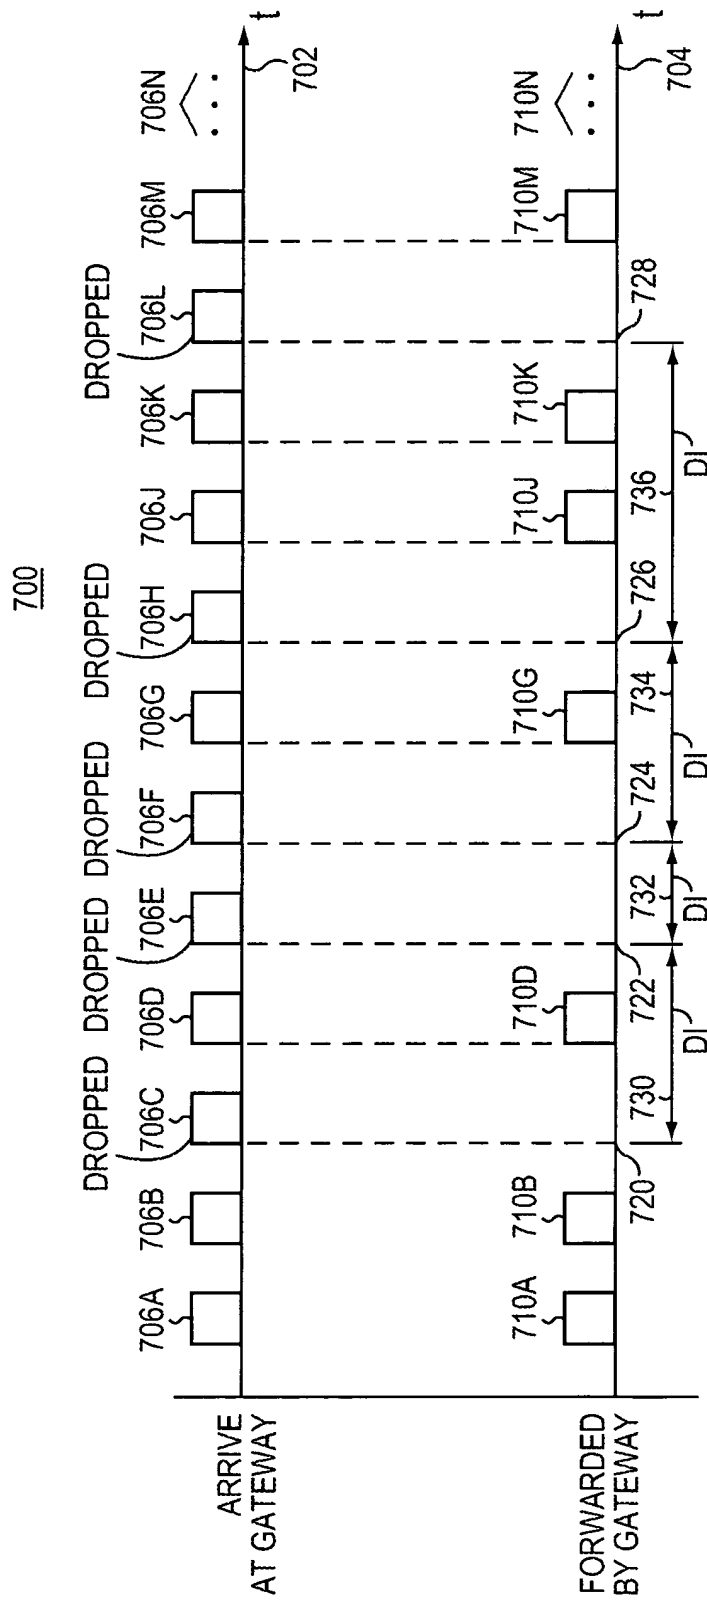 700
DROPPED DROPPED DROPPED DROPPED DROPPED
706A 706B 706C 706D 706E 706F 706G 706H 706J 706K 706L 706M 706N
...
ARRIVE
AT GATEWAY
t
702
710A 710B 710D 710G 710J 710K 710M 710N
...
FORWARDED
BY GATEWAY
t
704
720 722 724 726 728
730 732 734 736
DI DI DI DI